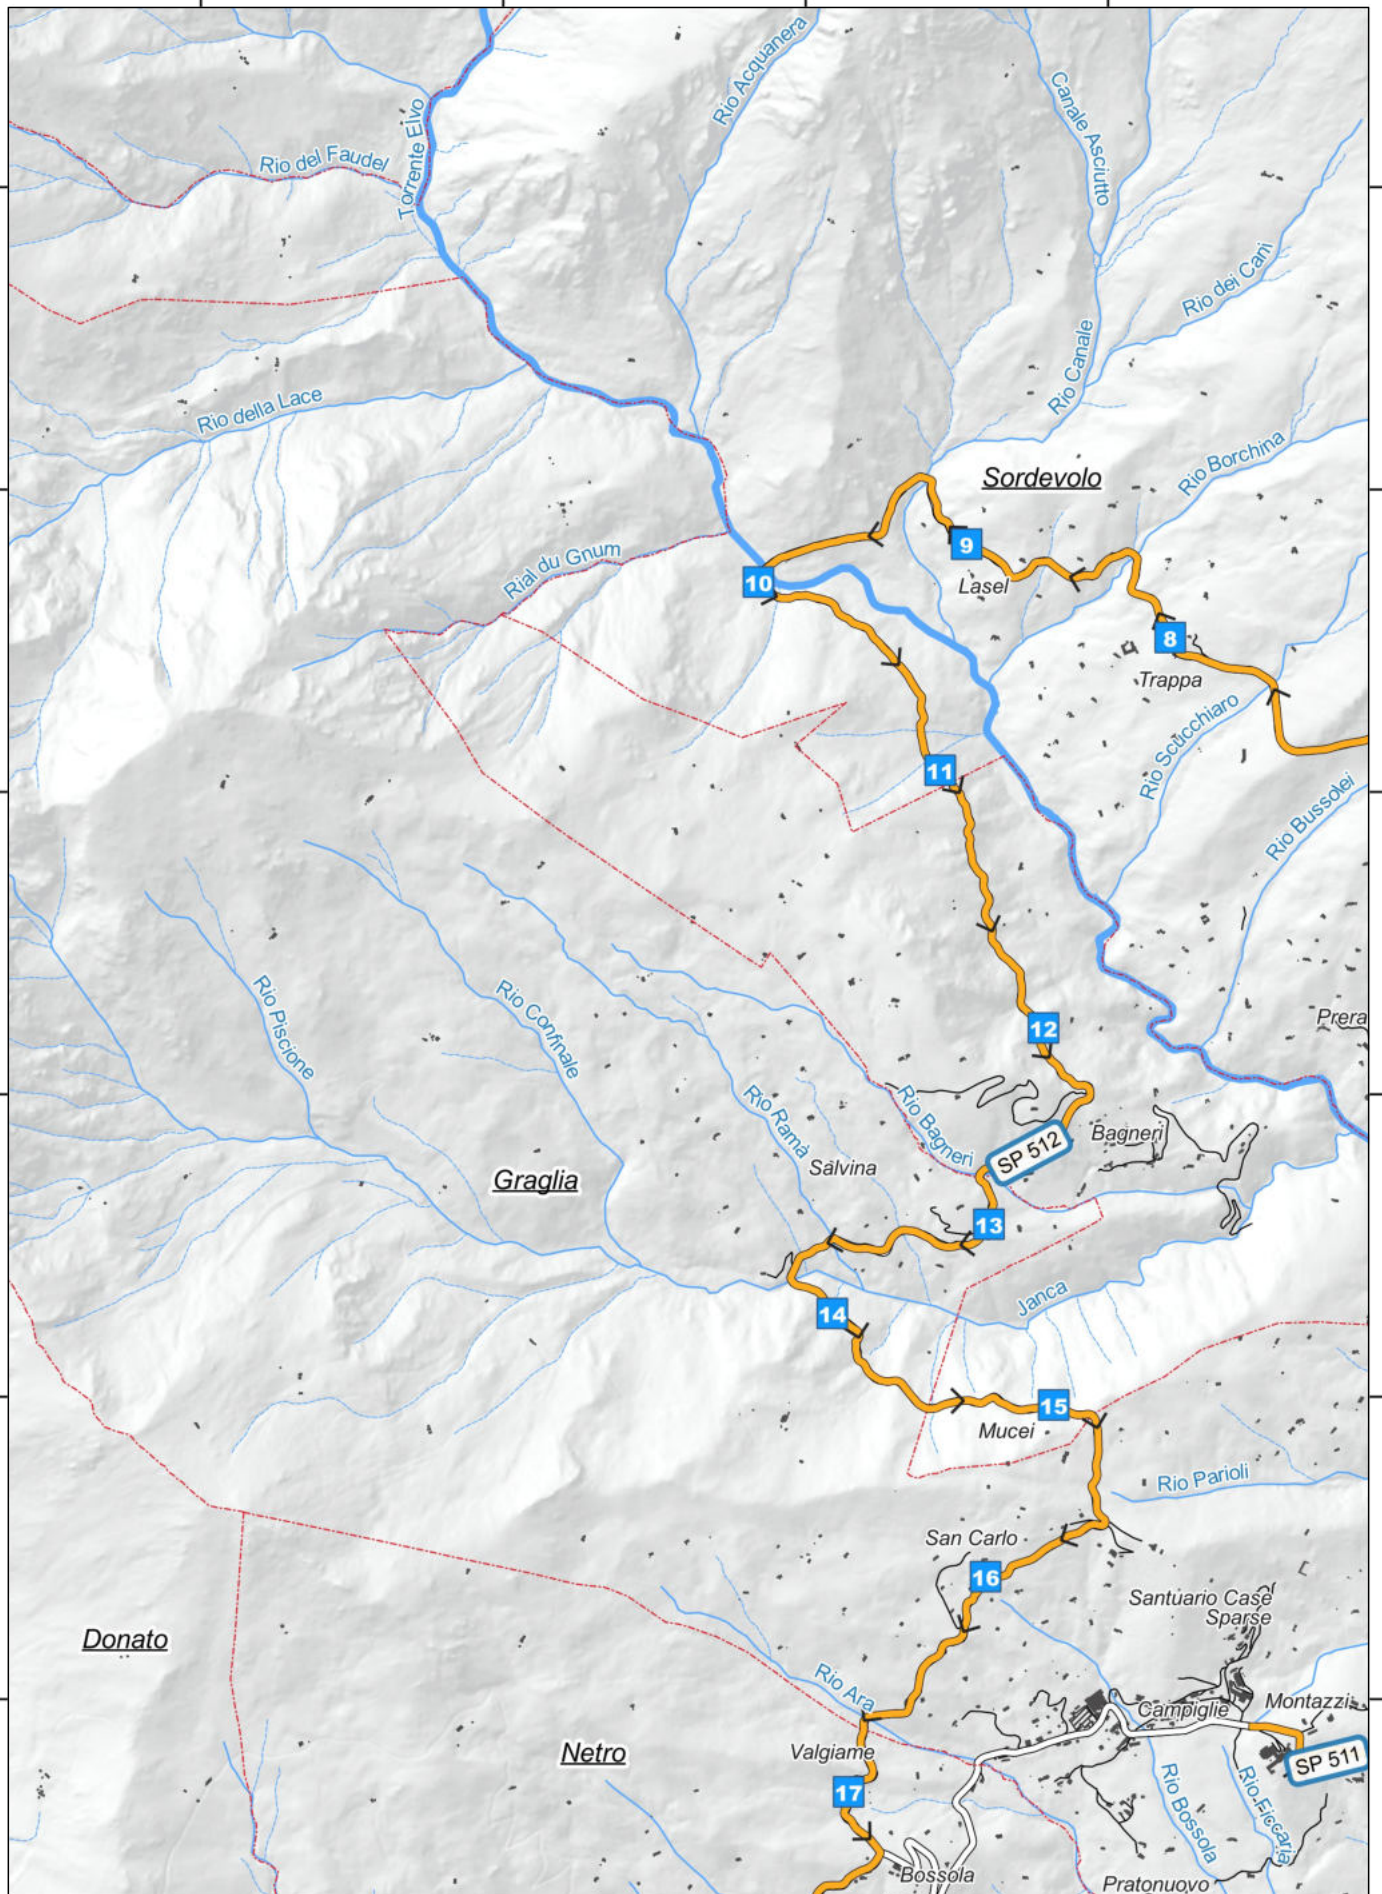 Rio Acquanera
Canale Asciutto
Torrente Elvo
Rio del Faudel
Rio dei Cani
Rio Canale
Rio della Lace
Rio Borchina
Sordevolo
9
Rial du Gnum
10
Lasel
8
Trappa
Rio Scucchiaro
11
Rio Bussolei
Rio Piscione
Rio Confinale
12
Prera
Rio Ramà
Rio Bagneri
Bagneri
SP 512
Salvina
Graglia
13
Janca
14
15
Mucei
Rio Parioli
San Carlo
16
Santuario Case
Sparse
Donato
Rio Ara
Campiglie
Montazzi
Netro
Valgiame
SP 511
17
Rio Bossola
Rio Ficcaria
Bossola
Pratonuovo